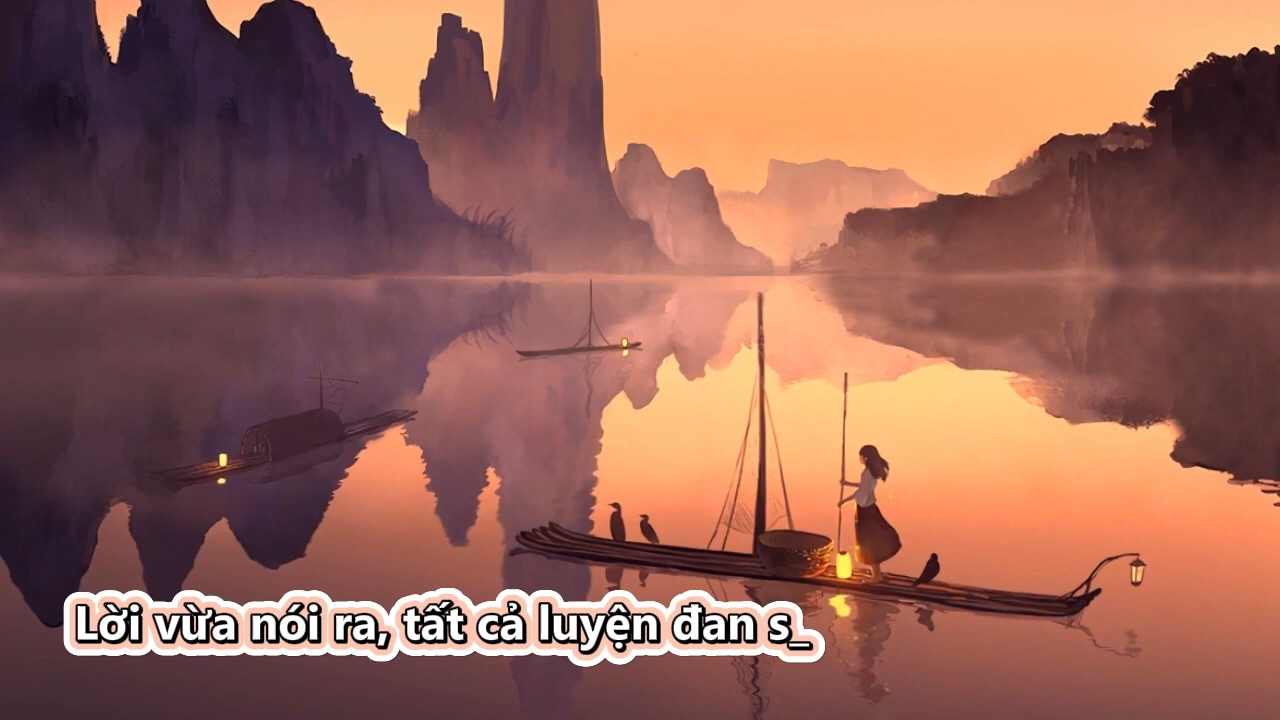 Lời vừa nói ra, tất cả luyện đan s_